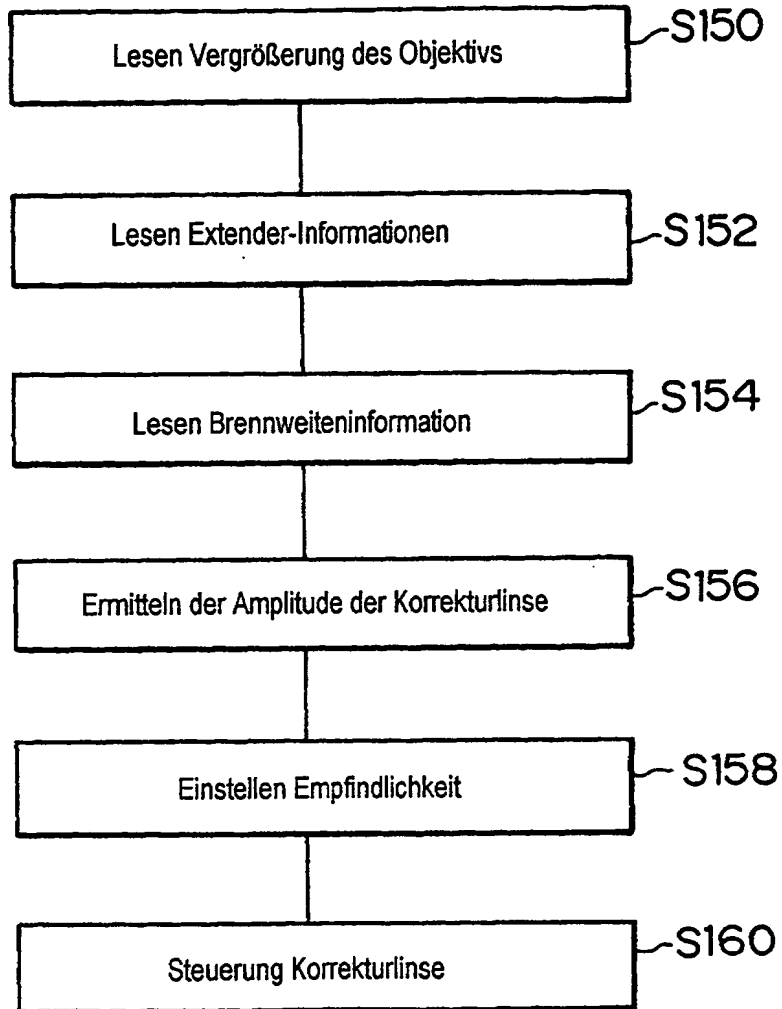 Lesen Vergrößerung des Objektivs S150
Lesen Extender-Informationen S152
Lesen Brennweiteninformation S154
Ermitteln der Amplitude der Korrekturlinse S156
Einstellen Empfindlichkeit S158
Steuerung Korrekturlinse S160